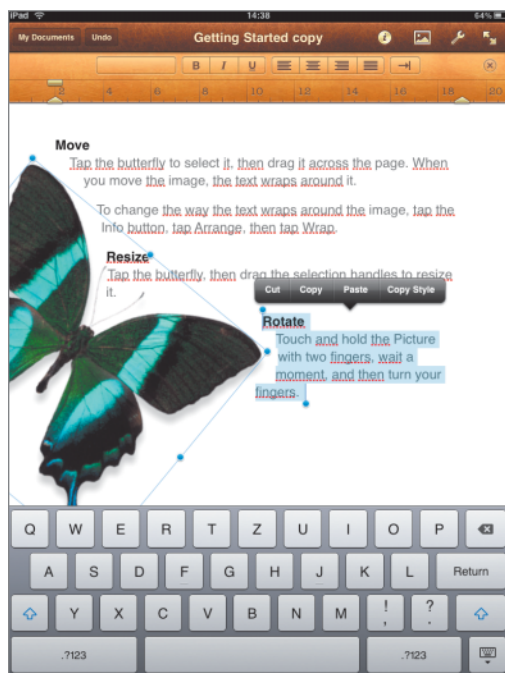 iPad 14:38 64%
My Documents Undo Getting Started copy
B I U
2 4 6 8 10 12 14 16 18 20
Move
Tap the butterfly to select it, then drag it across the page. When
you move the image, the text wraps around it.
To change the way the text wraps around the image, tap the
Info button, tap Arrange, then tap Wrap.
Resize
Tap the butterfly, then drag the selection handles to resize
it.
Cut Copy Paste Copy Style
Rotate
Touch and hold the Picture
with two fingers, wait a
moment, and then turn your
fingers.
Q W E R T Z U I O P
A S D F G H J K L Return
Y X C V B N M ! , ? .
.?123 .?123